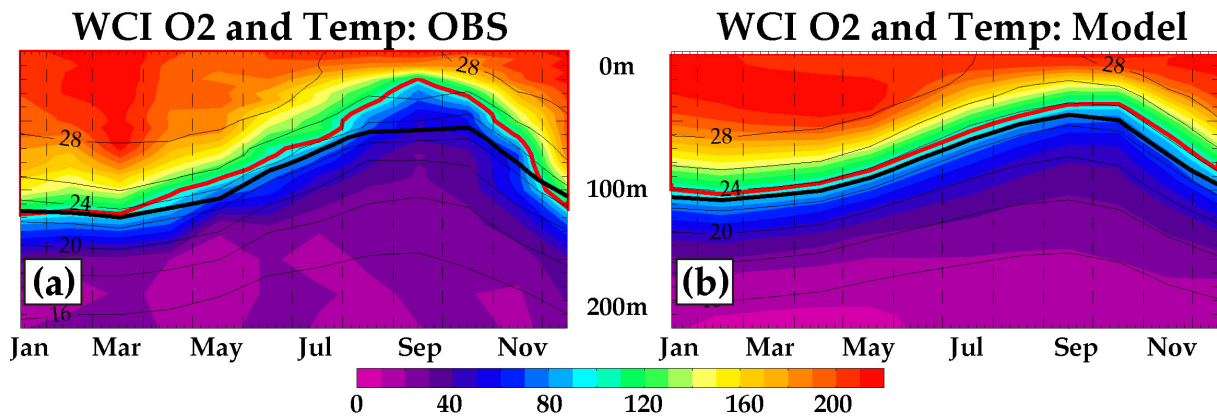 WCI O2 and Temp: OBS
WCI O2 and Temp: Model
28
28
24
20
16
(a)
0m
100m
200m
28
28
24
20
(b)
Jan Mar May Jul Sep Nov
Jan Mar May Jul Sep Nov
0 40 80 120 160 200